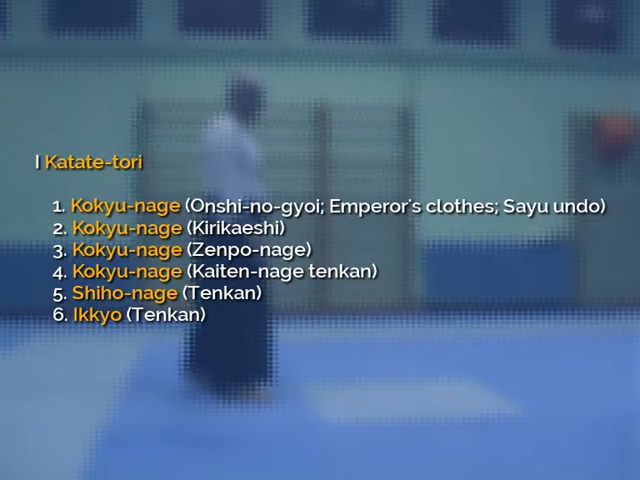 I Katate-tori
1. Kokyu-nage (Onshi-no-gyoi; Emperor's clothes; Sayu undo)
2. Kokyu-nage (Kirikaeshi)
3. Kokyu-nage (Zenpo-nage)
4. Kokyu-nage (Kaiten-nage tenkan)
5. Shiho-nage (Tenkan)
6. Ikkyo (Tenkan)